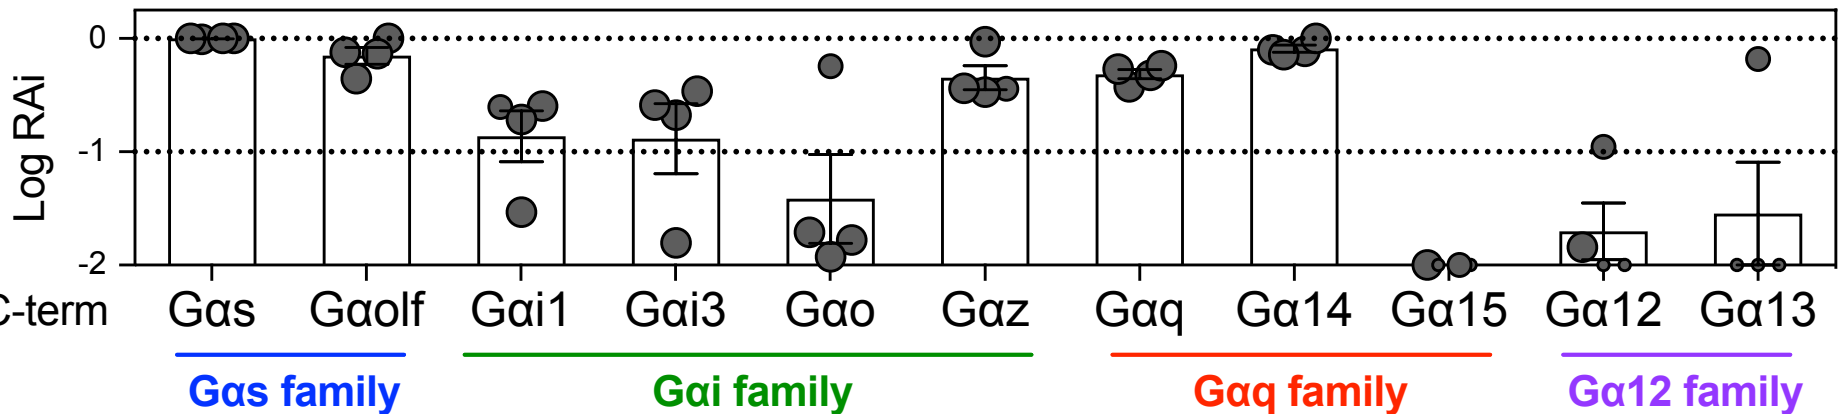 Log RAi
0
-1
-2
C-term Gαs Gαolf Gαi1 Gαi3 Gαo Gαz Gαq Gα14 Gα15 Gα12 Gα13
Gαs family Gαi family Gαq family Gα12 family